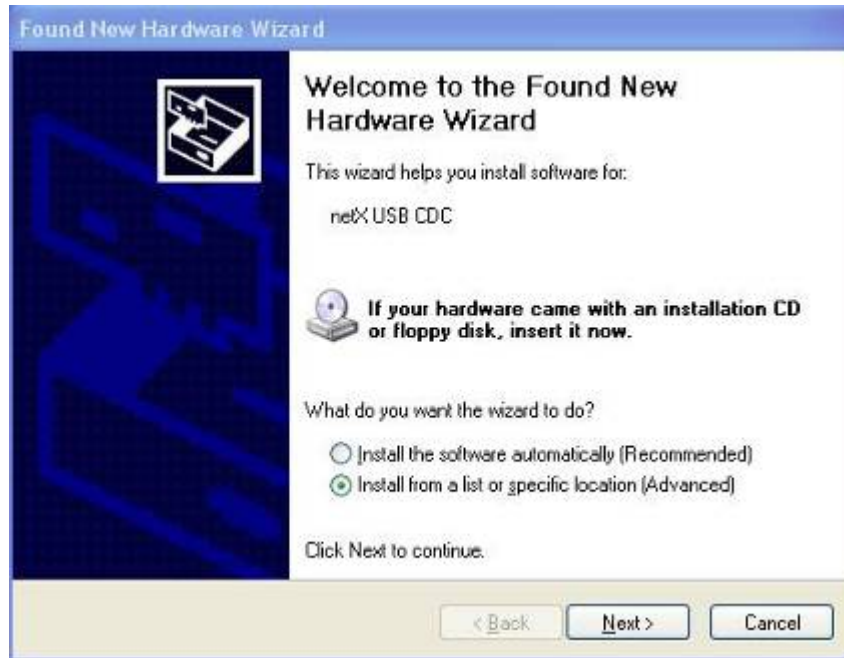 Found New Hardware Wizard
Welcome to the Found New
Hardware Wizard
This wizard helps you install software for:
netX USB CDC
If your hardware came with an installation CD
or floppy disk, insert it now.
What do you want the wizard to do?
Install the software automatically (Recommended)
Install from a list or specific location (Advanced)
Click Next to continue.
< Back Next > Cancel